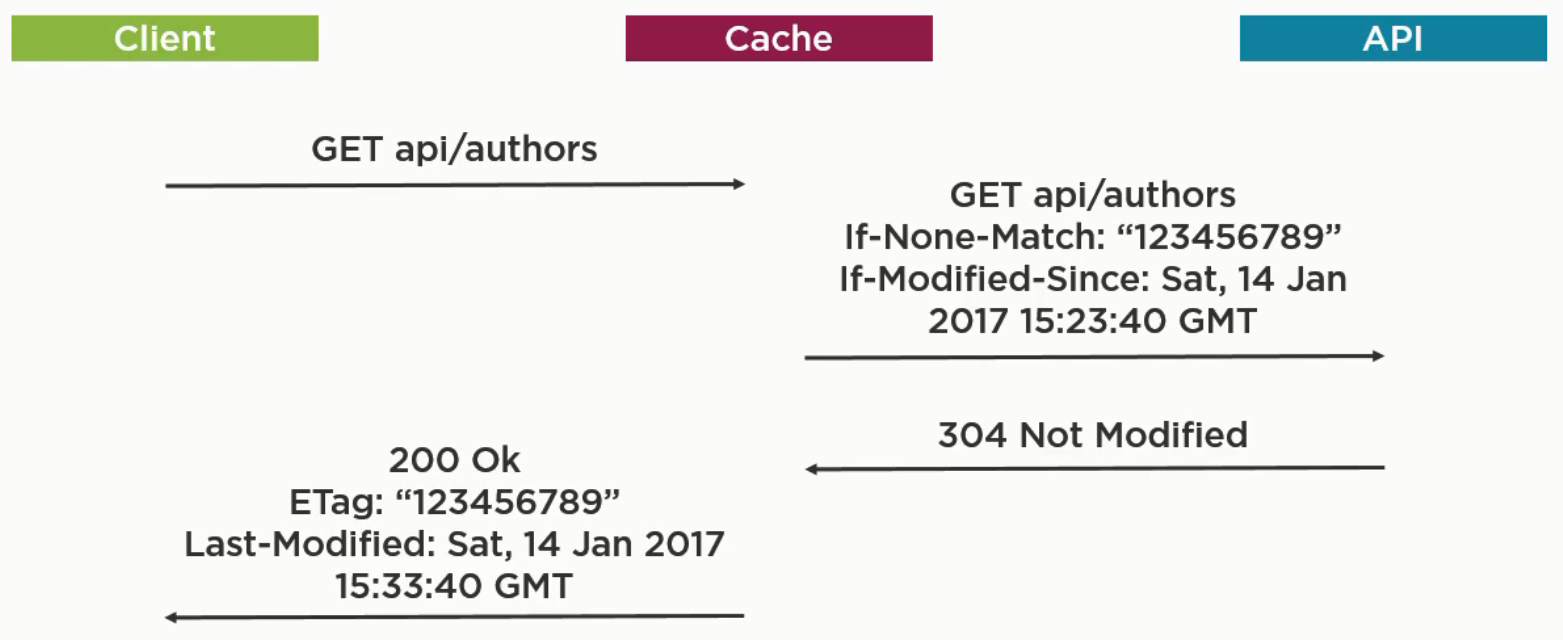 Client
Cache
API
GET api/authors
GET api/authors
If-None-Match: “123456789”
If-Modified-Since: Sat, 14 Jan
2017 15:23:40 GMT
304 Not Modified
200 Ok
ETag: “123456789”
Last-Modified: Sat, 14 Jan 2017
15:33:40 GMT